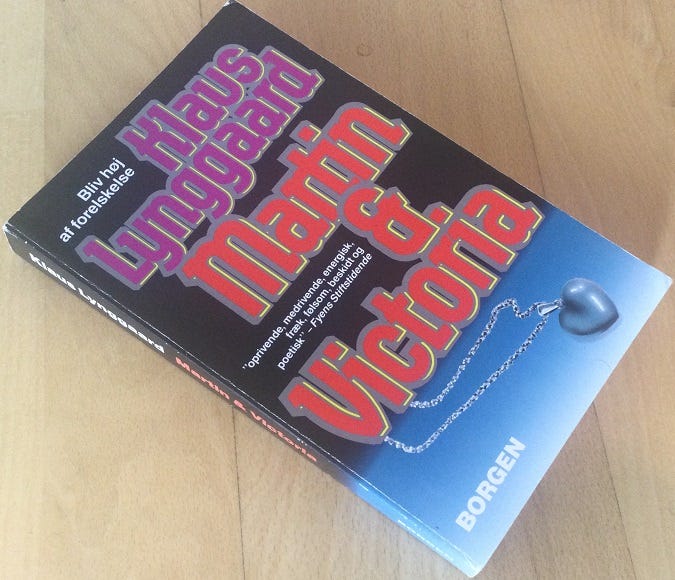 Bliv høj
af forelskelse
Klaus
Lynggaard
Martin
&
Victoria
"oprivende, medrivende, energisk,
fræk, følsom, beskidt og
poetisk" – Fyens Stiftstidende
BORGEN
Klaus Lynggaard Martin & Victoria